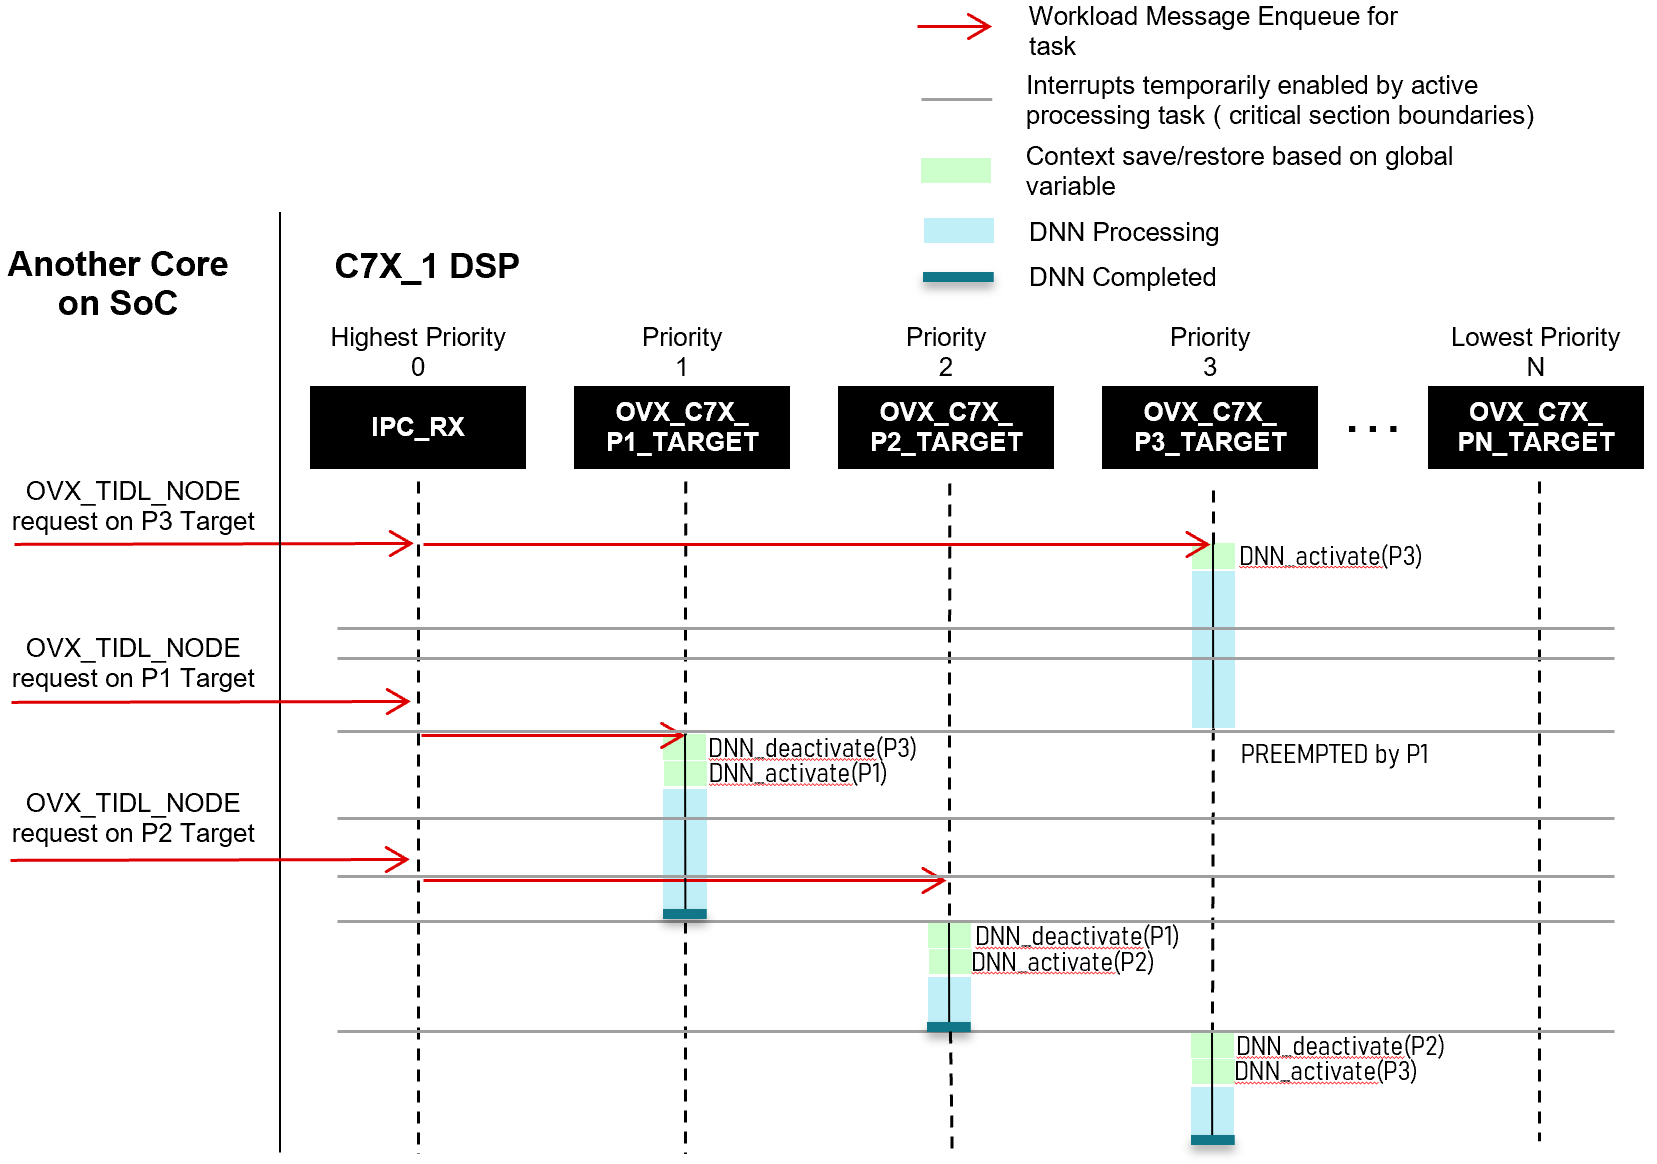 Workload Message Enqueue for
task
Interrupts temporarily enabled by active
processing task ( critical section boundaries)
Context save/restore based on global
variable
DNN Processing
DNN Completed
Another Core
on SoC
C7X_1 DSP
Highest Priority
0
Priority
1
Priority
2
Priority
3
Lowest Priority
N
IPC_RX
OVX_C7X_
P1_TARGET
OVX_C7X_
P2_TARGET
OVX_C7X_
P3_TARGET
...
OVX_C7X_
PN_TARGET
OVX_TIDL_NODE
request on P3 Target
DNN_activate(P3)
OVX_TIDL_NODE
request on P1 Target
DNN_deactivate(P3)
DNN_activate(P1)
PREEMPTED by P1
OVX_TIDL_NODE
request on P2 Target
DNN_deactivate(P1)
DNN_activate(P2)
DNN_deactivate(P2)
DNN_activate(P3)